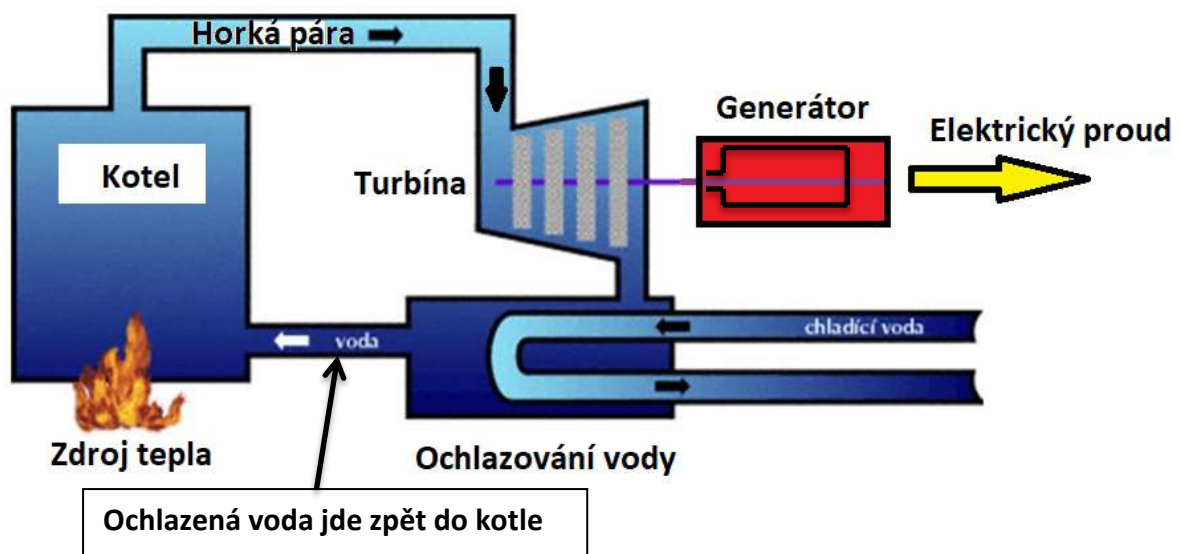 Horká pára
Generátor
Elektrický proud
Kotel
Turbína
chladící voda
voda
Zdroj tepla
Ochlazování vody
Ochlazená voda jde zpět do kotle